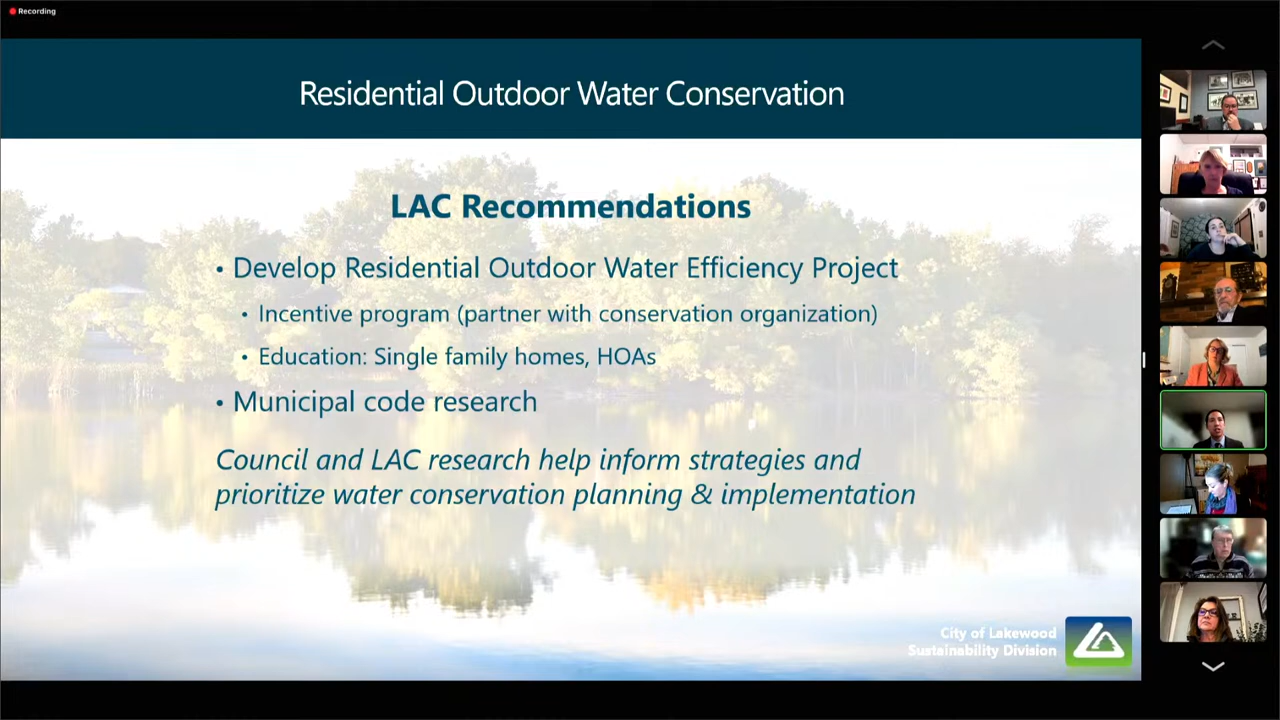 Recording
Residential Outdoor Water Conservation
LAC Recommendations
• Develop Residential Outdoor Water Efficiency Project
• Incentive program (partner with conservation organization)
• Education: Single family homes, HOAs
• Municipal code research
Council and LAC research help inform strategies and
prioritize water conservation planning & implementation
City of Lakewood
Sustainability Division